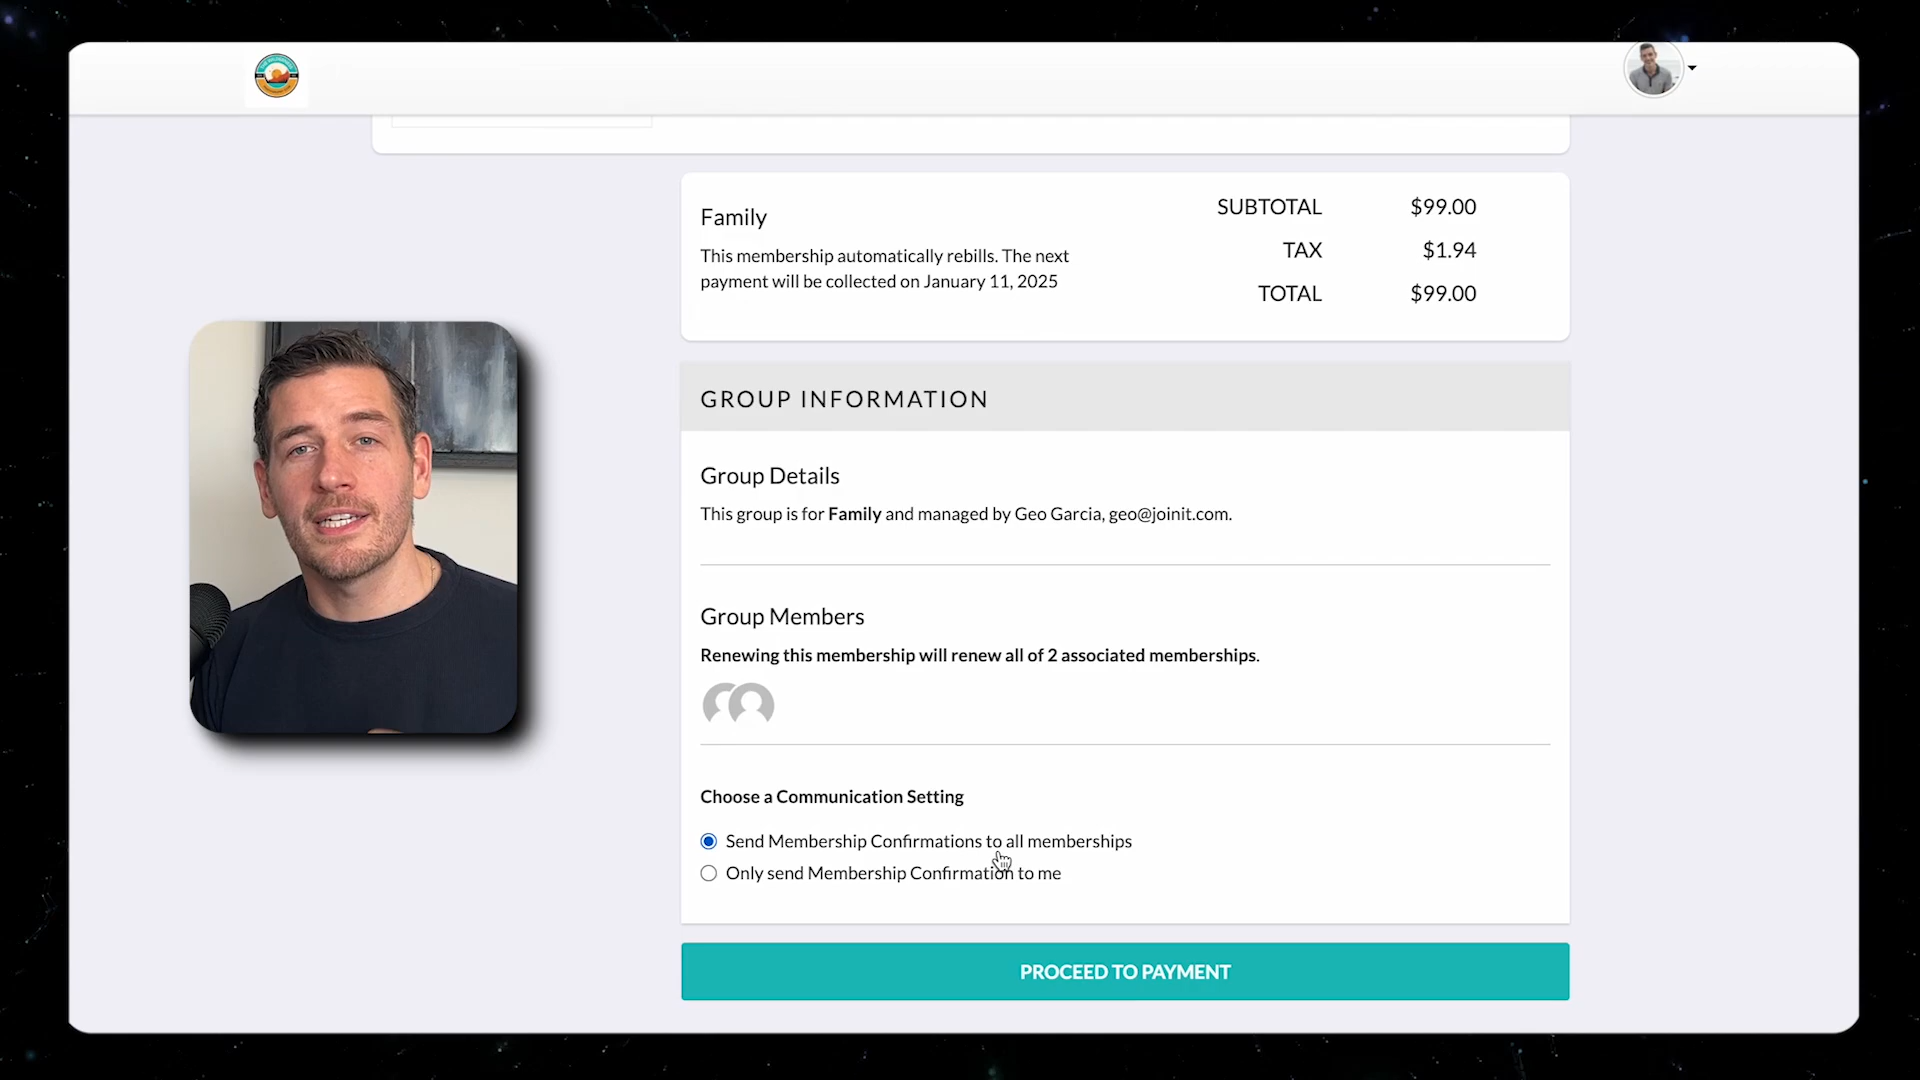 Family
This membership automatically rebills. The next
payment will be collected on January 11, 2025
SUBTOTAL $99.00
TAX $1.94
TOTAL $99.00
GROUP INFORMATION
Group Details
This group is for Family and managed by Geo Garcia, geo@joinit.com.
Group Members
Renewing this membership will renew all of 2 associated memberships.
Choose a Communication Setting
Send Membership Confirmations to all memberships
Only send Membership Confirmation to me
PROCEED TO PAYMENT